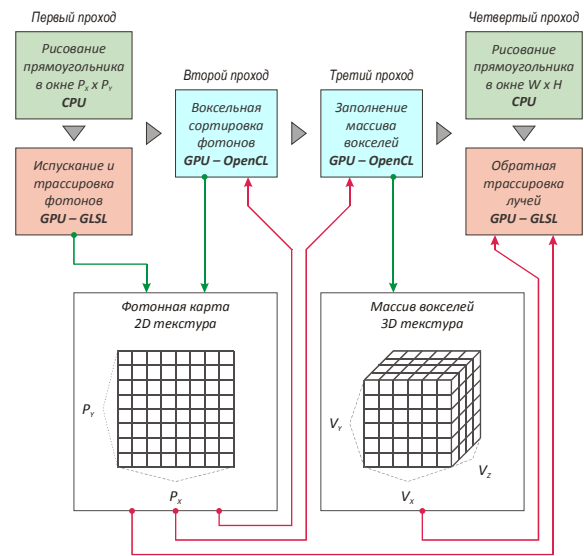 Первый проход
Рисование
прямоугольника
в окне Pₓ x Pᵧ
CPU
Испускание и
трассировка
фотонов
GPU – GLSL
Второй проход
Воксельная
сортировка
фотонов
GPU – OpenCL
Третий проход
Заполнение
массива
вокселей
GPU – OpenCL
Четвертый проход
Рисование
прямоугольника
в окне W x H
CPU
Обратная
трассировка
лучей
GPU – GLSL
Фотонная карта
2D текстура
Pᵧ
Pₓ
Массив вокселей
3D текстура
Vᵧ
Vₓ
V_z